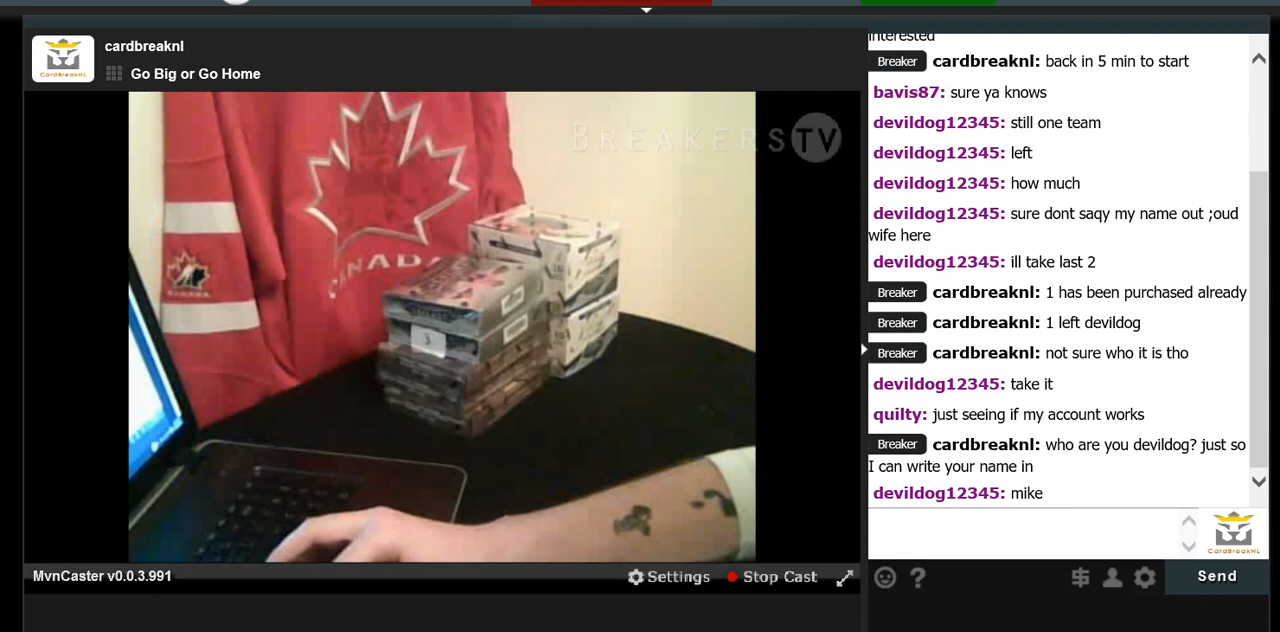 cardbreaknl
Go Big or Go Home
CardBreakNL
BREAKERSTV
CANADA
CANADA
3
MvnCaster v0.0.3.991
Settings
Stop Cast
interested
Breaker cardbreaknl: back in 5 min to start
bavis87: sure ya knows
devildog12345: still one team
devildog12345: left
devildog12345: how much
devildog12345: sure dont saqy my name out ;oud
wife here
devildog12345: ill take last 2
Breaker cardbreaknl: 1 has been purchased already
Breaker cardbreaknl: 1 left devildog
Breaker cardbreaknl: not sure who it is tho
devildog12345: take it
quilty: just seeing if my account works
Breaker cardbreaknl: who are you devildog? just so
I can write your name in
devildog12345: mike
CardBreakNL
?
Send